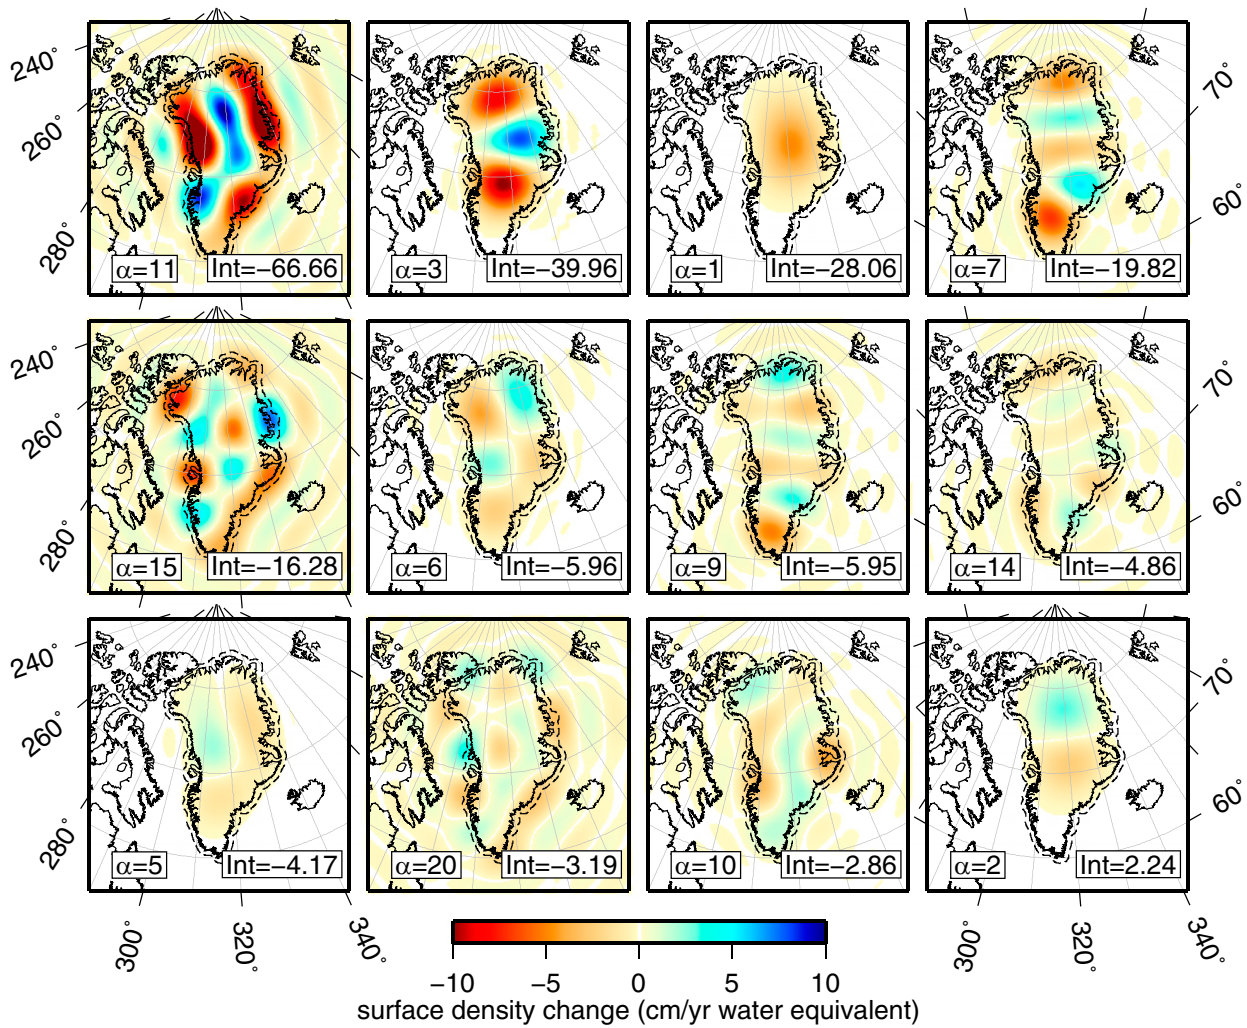 240°
260°
280°
70°
60°
α=11
Int=−66.66
α=3
Int=−39.96
α=1
Int=−28.06
α=7
Int=−19.82
240°
260°
280°
70°
60°
α=15
Int=−16.28
α=6
Int=−5.96
α=9
Int=−5.95
α=14
Int=−4.86
240°
260°
280°
70°
60°
α=5
Int=−4.17
α=20
Int=−3.19
α=10
Int=−2.86
α=2
Int=2.24
300°
320°
340°
300°
320°
340°
−10
−5
0
5
10
surface density change (cm/yr water equivalent)